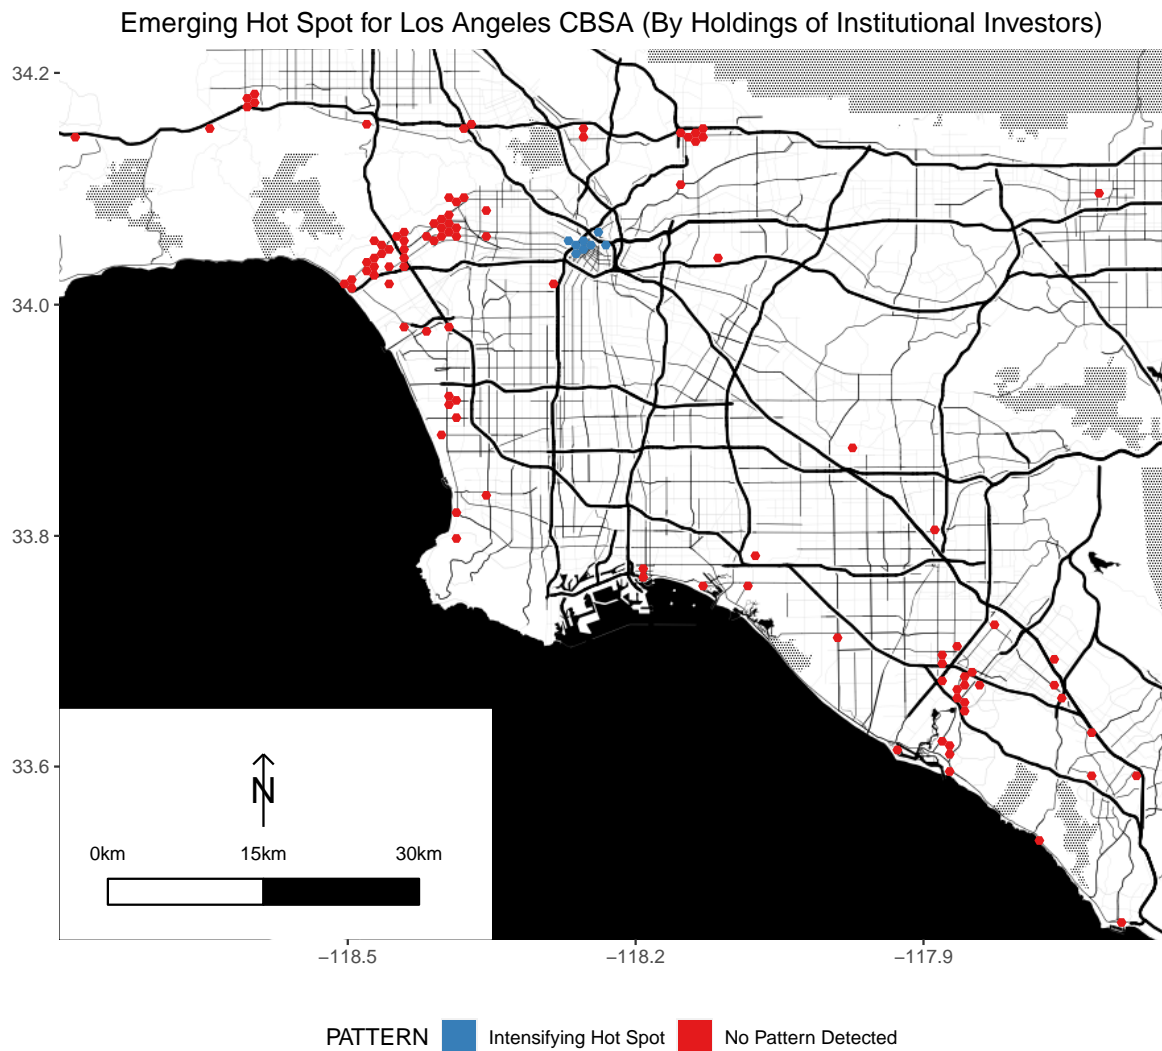 Emerging Hot Spot for Los Angeles CBSA (By Holdings of Institutional Investors)
34.2
34.0
33.8
33.6
N
0km 15km 30km
−118.5 −118.2 −117.9
PATTERN Intensifying Hot Spot No Pattern Detected